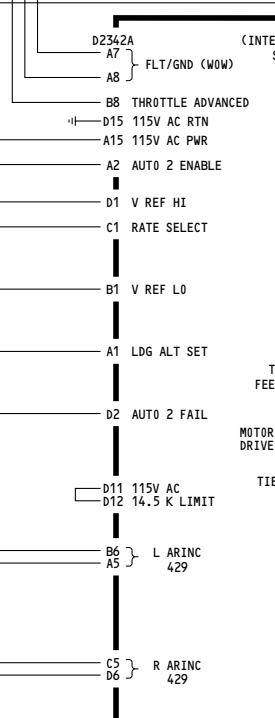 D2342A
(INTE
S
A7
A8
FLT/GND (WOW)
B8 THROTTLE ADVANCED
D15 115V AC RTN
A15 115V AC PWR
A2 AUTO 2 ENABLE
D1 V REF HI
C1 RATE SELECT
B1 V REF LO
A1 LDG ALT SET
T
FEE
D2 AUTO 2 FAIL
MOTOR
DRIVE
TIE
D11 115V AC
D12 14.5 K LIMIT
B6
A5
L ARINC
429
C5
D6
R ARINC
429